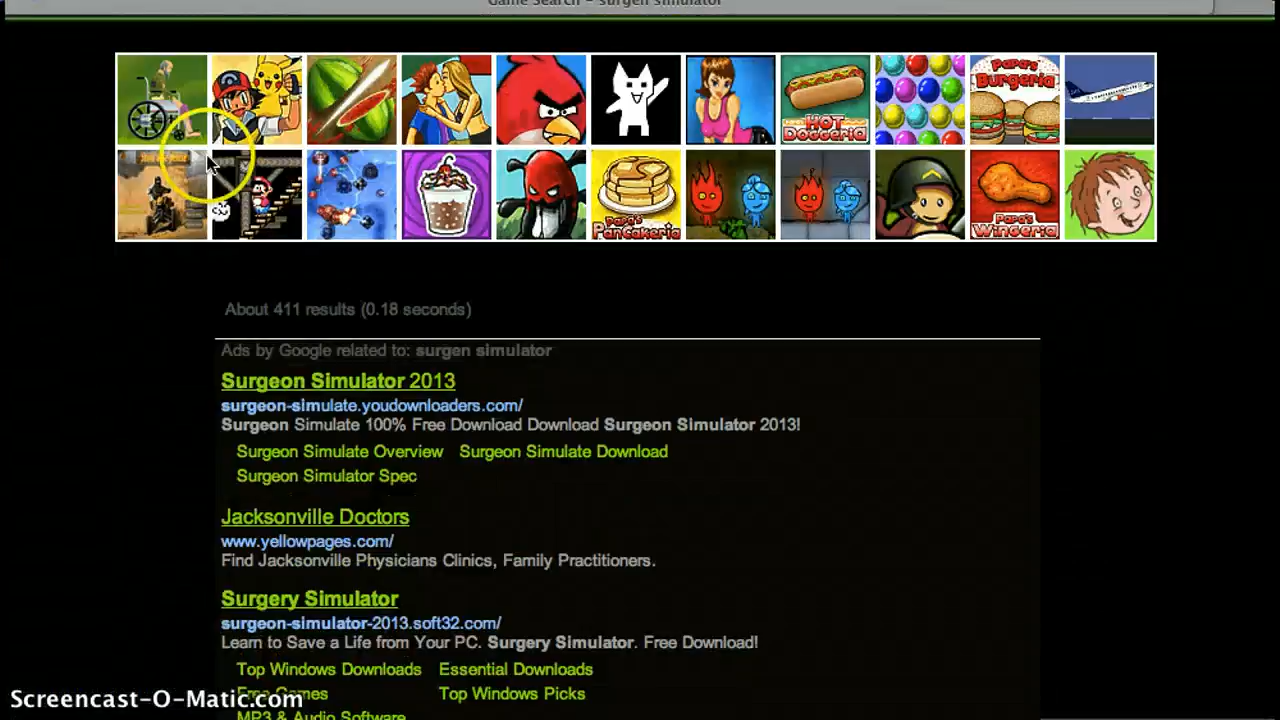 Game Search - surgen simulator
Papa's
HOT
DOGGERIA
Papa's
BURGERIA
Papa's
PanCakeria
Papa's
Wingeria
About 411 results (0.18 seconds)
Ads by Google related to: surgen simulator
Surgeon Simulator 2013
surgeon-simulate.youdownloaders.com/
Surgeon Simulate 100% Free Download Download Surgeon Simulator 2013!
Surgeon Simulate Overview Surgeon Simulate Download
Surgeon Simulator Spec
Jacksonville Doctors
www.yellowpages.com/
Find Jacksonville Physicians Clinics, Family Practitioners.
Surgery Simulator
surgeon-simulator-2013.soft32.com/
Learn to Save a Life from Your PC. Surgery Simulator. Free Download!
Top Windows Downloads Essential Downloads
Free Games Top Windows Picks
MP3 & Audio Software
Screencast-O-Matic.com